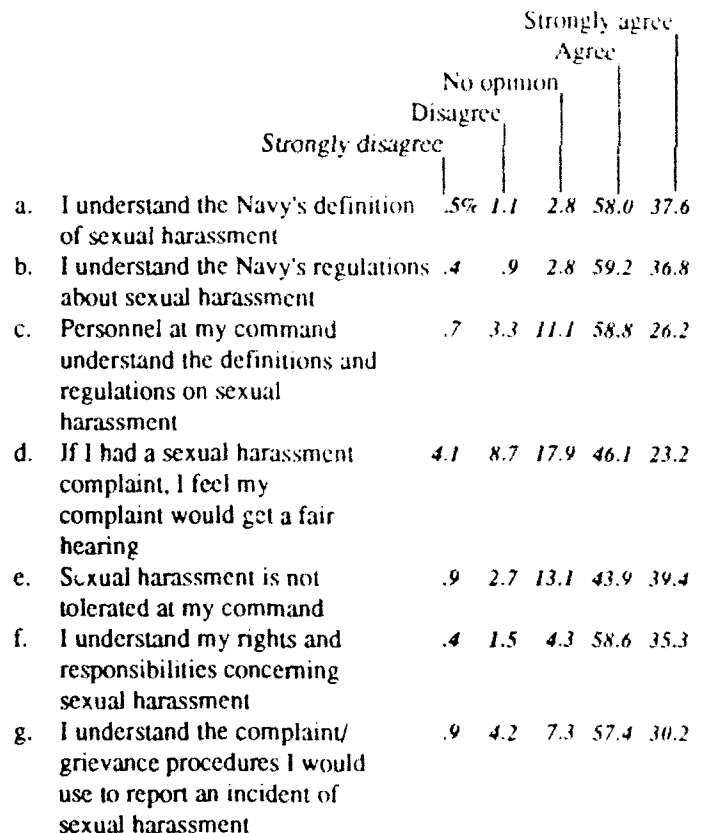 Strongly agree
Agree
No opinion
Disagree
Strongly disagree
a. I understand the Navy's definition .5% 1.1 2.8 58.0 37.6
of sexual harassment
b. I understand the Navy's regulations .4 .9 2.8 59.2 36.8
about sexual harassment
c. Personnel at my command .7 3.3 11.1 58.8 26.2
understand the definitions and
regulations on sexual
harassment
d. If I had a sexual harassment 4.1 8.7 17.9 46.1 23.2
complaint, I feel my
complaint would get a fair
hearing
e. Sexual harassment is not .9 2.7 13.1 43.9 39.4
tolerated at my command
f. I understand my rights and .4 1.5 4.3 58.6 35.3
responsibilities concerning
sexual harassment
g. I understand the complaint/ .9 4.2 7.3 57.4 30.2
grievance procedures I would
use to report an incident of
sexual harassment